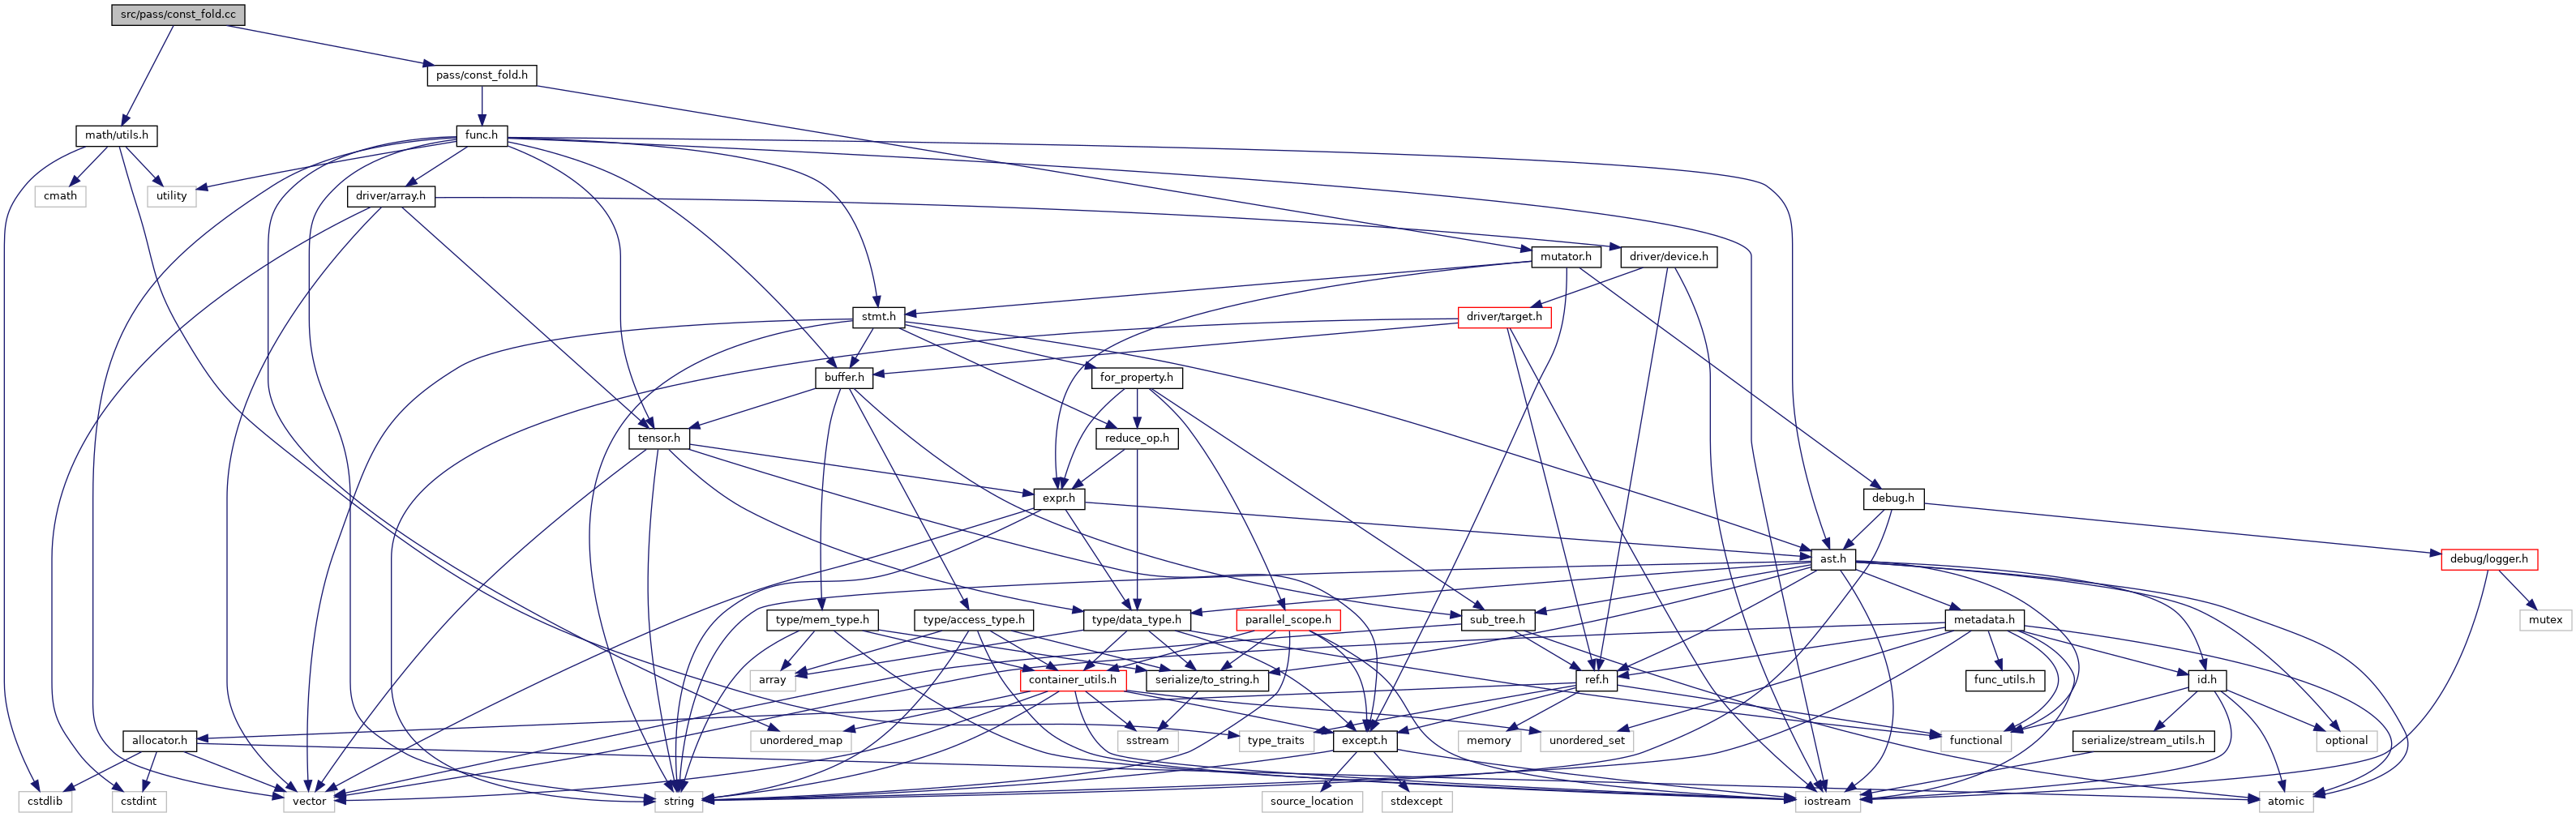 src/pass/const_fold.cc
pass/const_fold.h
math/utils.h
func.h
cmath
utility
driver/array.h
mutator.h
driver/device.h
stmt.h
driver/target.h
buffer.h
for_property.h
tensor.h
reduce_op.h
expr.h
debug.h
ast.h
debug/logger.h
type/mem_type.h
type/access_type.h
type/data_type.h
parallel_scope.h
sub_tree.h
metadata.h
mutex
array
container_utils.h
serialize/to_string.h
ref.h
func_utils.h
id.h
allocator.h
unordered_map
sstream
type_traits
except.h
memory
unordered_set
functional
serialize/stream_utils.h
optional
cstdlib
cstdint
vector
string
source_location
stdexcept
iostream
atomic